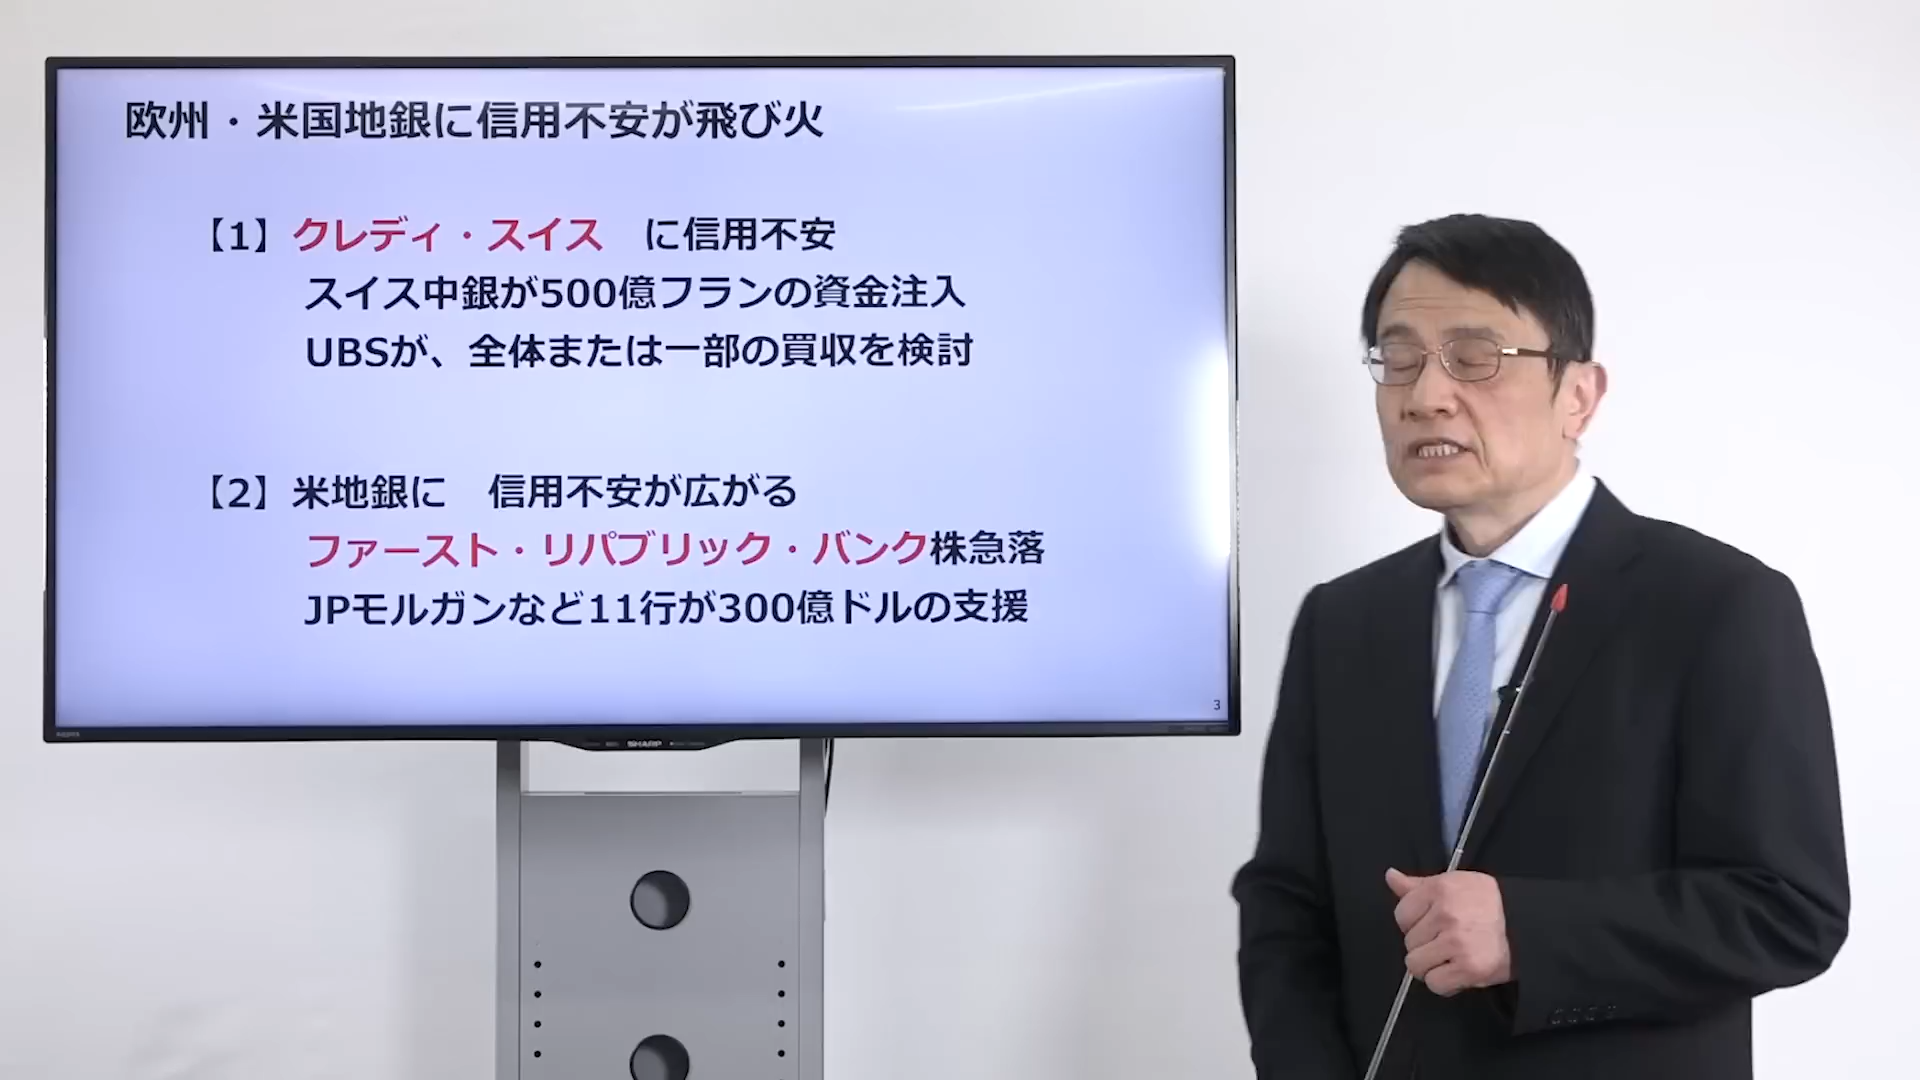 欧州・米国地銀に信用不安が飛び火
【1】クレディ・スイス　に信用不安
スイス中銀が500億フランの資金注入
UBSが、全体または一部の買収を検討
【2】米地銀に　信用不安が広がる
ファースト・リパブリック・バンク株急落
JPモルガンなど11行が300億ドルの支援
3
SHARP